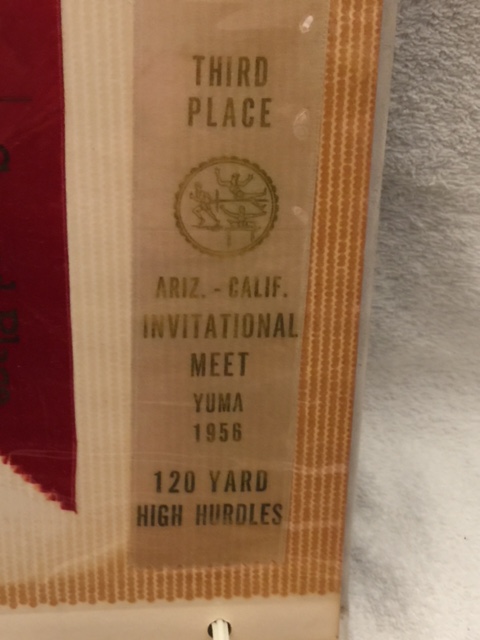 THIRD
PLACE
ARIZ. - CALIF.
INVITATIONAL
MEET
YUMA
1956
120 YARD
HIGH HURDLES